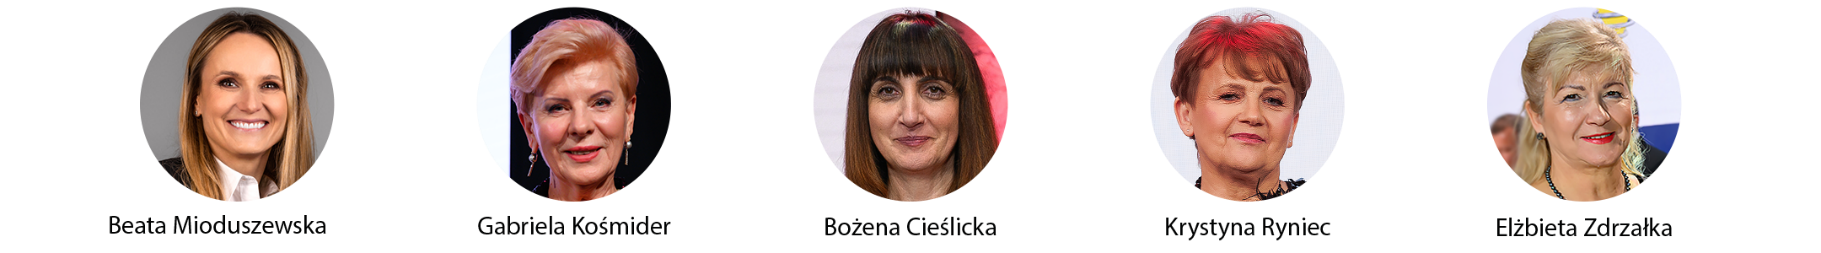 Beata Mioduszewska
Gabriela Kośmider
Bożena Cieślicka
Krystyna Ryniec
Elżbieta Zdrzałka